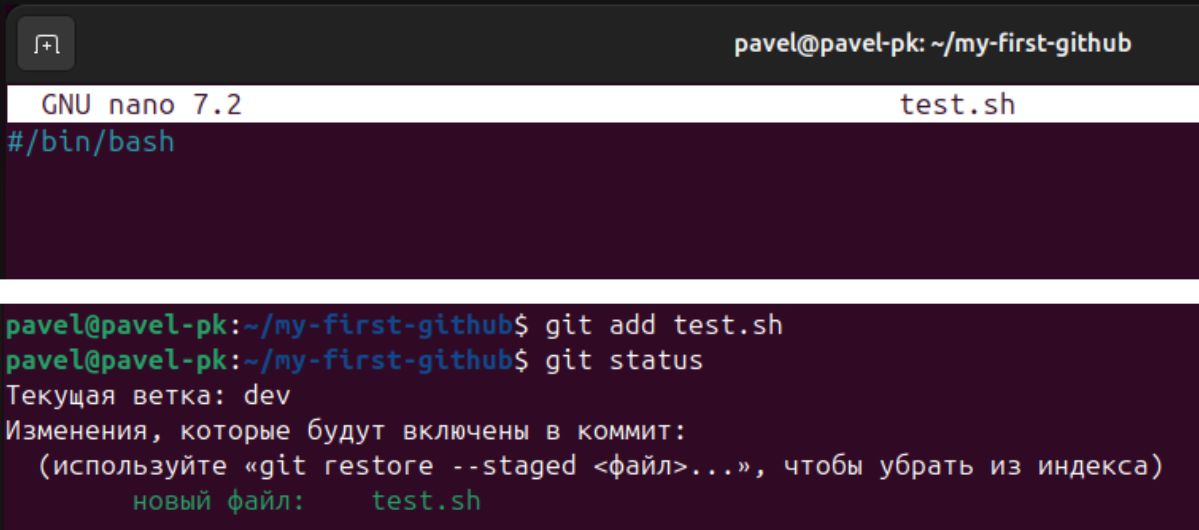 pavel@pavel-pk: ~/my-first-github
GNU nano 7.2 test.sh
#/bin/bash
pavel@pavel-pk:~/my-first-github$ git add test.sh
pavel@pavel-pk:~/my-first-github$ git status
Текущая ветка: dev
Изменения, которые будут включены в коммит:
(используйте «git restore --staged <файл>...», чтобы убрать из индекса)
новый файл: test.sh